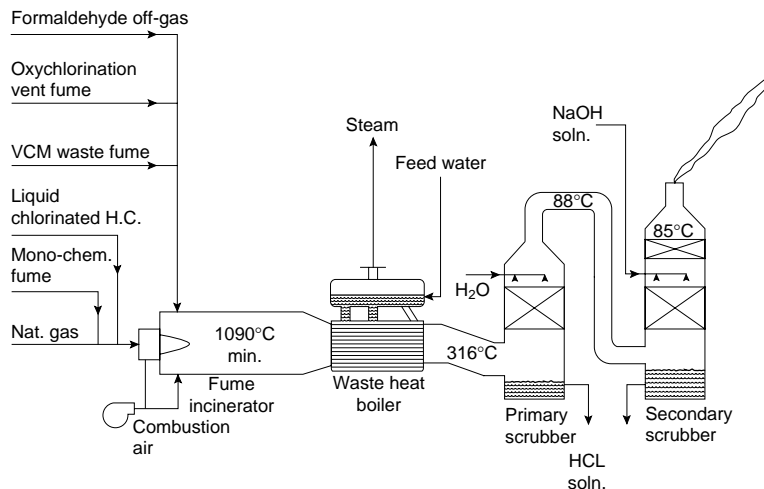 Formaldehyde off-gas
Oxychlorination
vent fume
VCM waste fume
Liquid
chlorinated H.C.
Mono-chem.
fume
Nat. gas
Combustion
air
1090°C
min.
Fume
incinerator
Steam
Feed water
Waste heat
boiler
316°C
H₂O
88°C
Primary
scrubber
HCL
soln.
NaOH
soln.
85°C
Secondary
scrubber